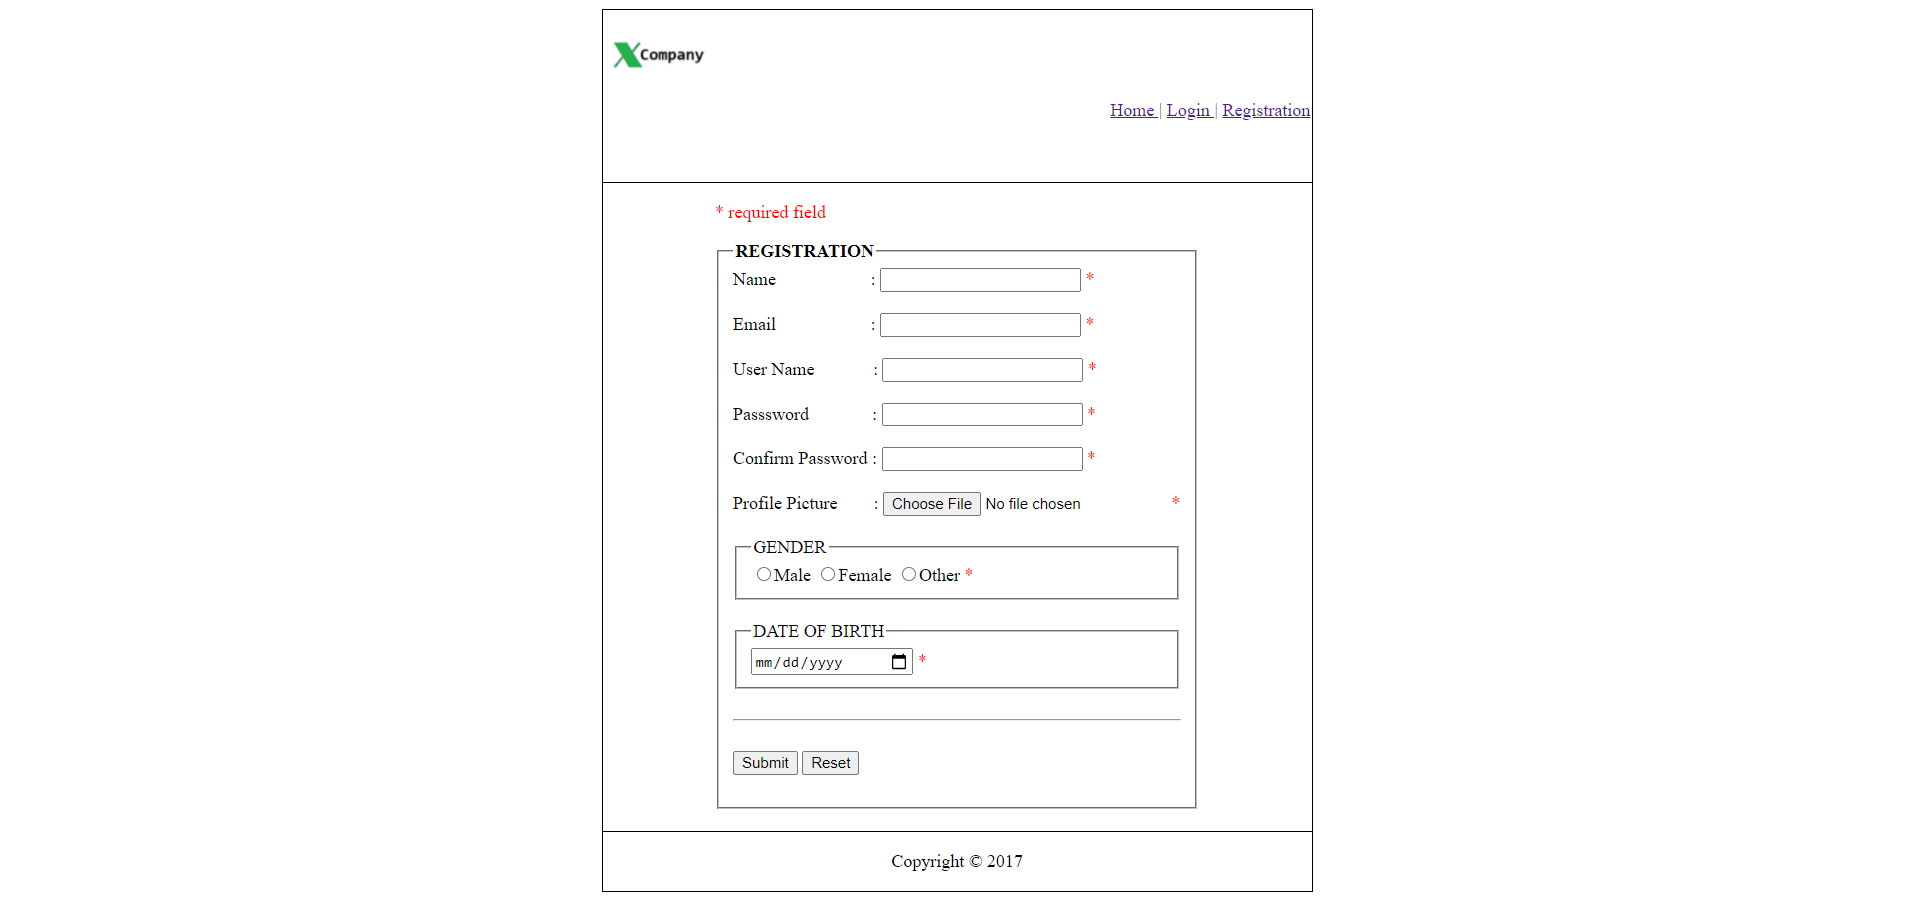 XCompany
Home | Login | Registration
* required field
REGISTRATION
Name : *
Email : *
User Name : *
Passsword : *
Confirm Password : *
Profile Picture : Choose File No file chosen *
GENDER
Male Female Other *
DATE OF BIRTH
mm/dd/yyyy *
Submit Reset
Copyright © 2017